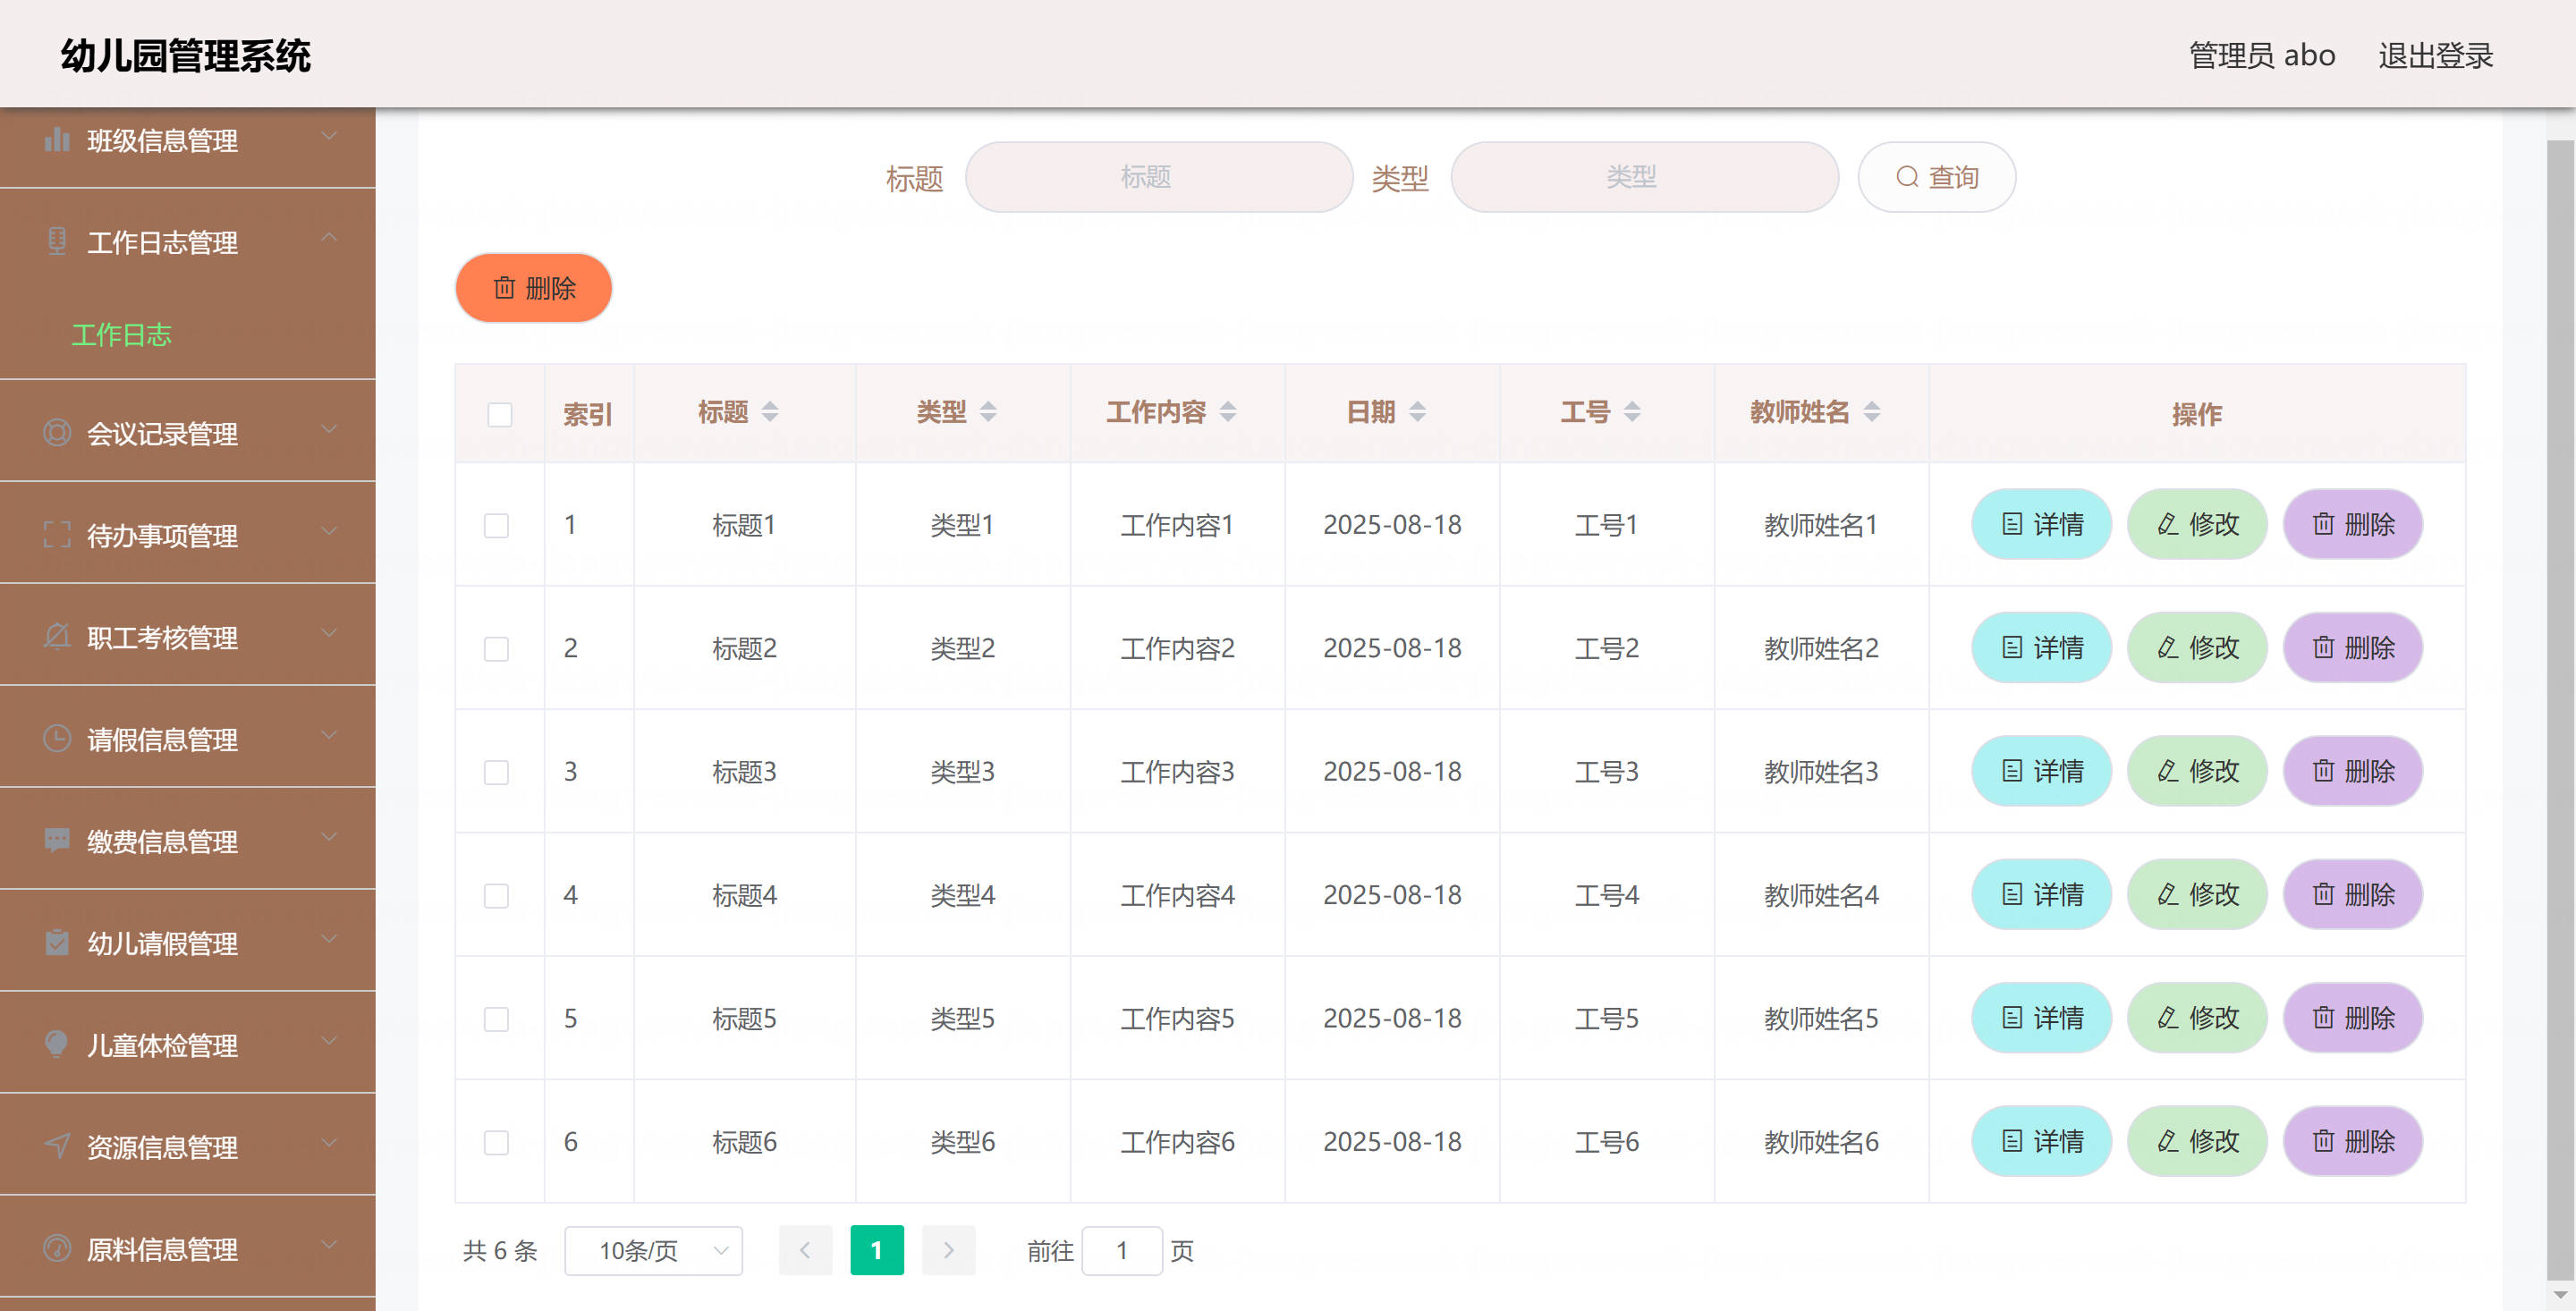 幼儿园管理系统
管理员 abo 退出登录
班级信息管理
工作日志管理
工作日志
会议记录管理
待办事项管理
职工考核管理
请假信息管理
缴费信息管理
幼儿请假管理
儿童体检管理
资源信息管理
原料信息管理
标题 标题 类型 类型 查询
删除
索引 标题 类型 工作内容 日期 工号 教师姓名 操作
1 标题1 类型1 工作内容1 2025-08-18 工号1 教师姓名1 详情 修改 删除
2 标题2 类型2 工作内容2 2025-08-18 工号2 教师姓名2 详情 修改 删除
3 标题3 类型3 工作内容3 2025-08-18 工号3 教师姓名3 详情 修改 删除
4 标题4 类型4 工作内容4 2025-08-18 工号4 教师姓名4 详情 修改 删除
5 标题5 类型5 工作内容5 2025-08-18 工号5 教师姓名5 详情 修改 删除
6 标题6 类型6 工作内容6 2025-08-18 工号6 教师姓名6 详情 修改 删除
共 6 条 10条/页 1 前往 1 页